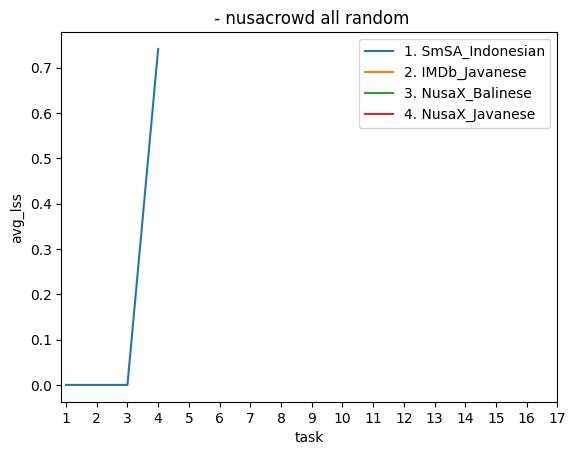 - nusacrowd all random
1. SmSA_Indonesian
2. IMDb_Javanese
3. NusaX_Balinese
4. NusaX_Javanese
0.7
0.6
0.5
0.4
0.3
0.2
0.1
0.0
avg_lss
1 2 3 4 5 6 7 8 9 10 11 12 13 14 15 16 17
task